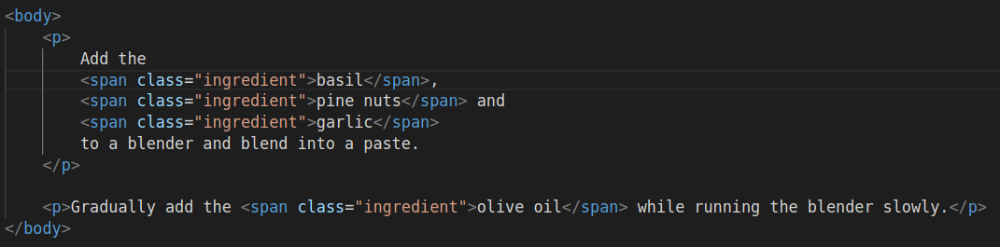 <body>
    <p>
        Add the
        <span class="ingredient">basil</span>,
        <span class="ingredient">pine nuts</span> and
        <span class="ingredient">garlic</span>
        to a blender and blend into a paste.
    </p>

    <p>Gradually add the <span class="ingredient">olive oil</span> while running the blender slowly.</p>
</body>